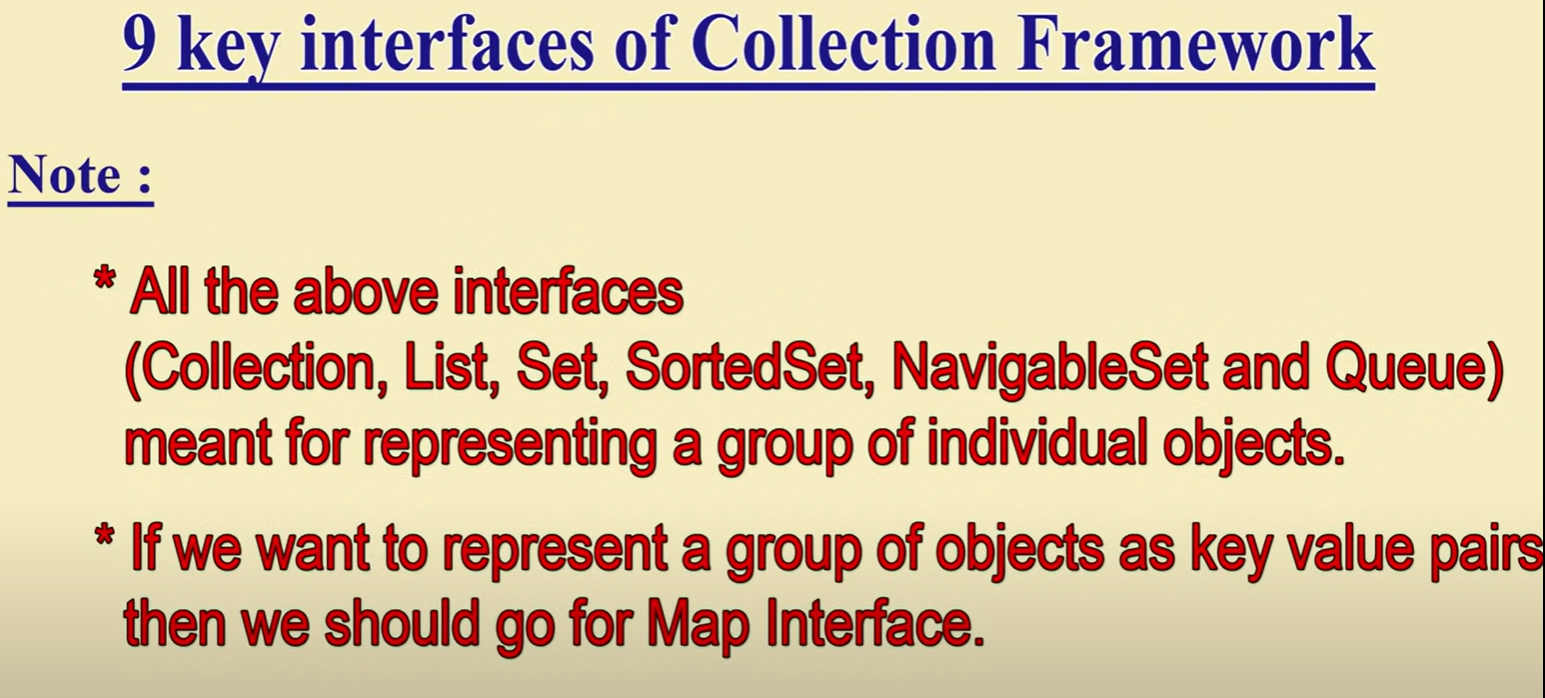 9 key interfaces of Collection Framework
Note :
* All the above interfaces
(Collection, List, Set, SortedSet, NavigableSet and Queue)
meant for representing a group of individual objects.
* If we want to represent a group of objects as key value pairs
then we should go for Map Interface.